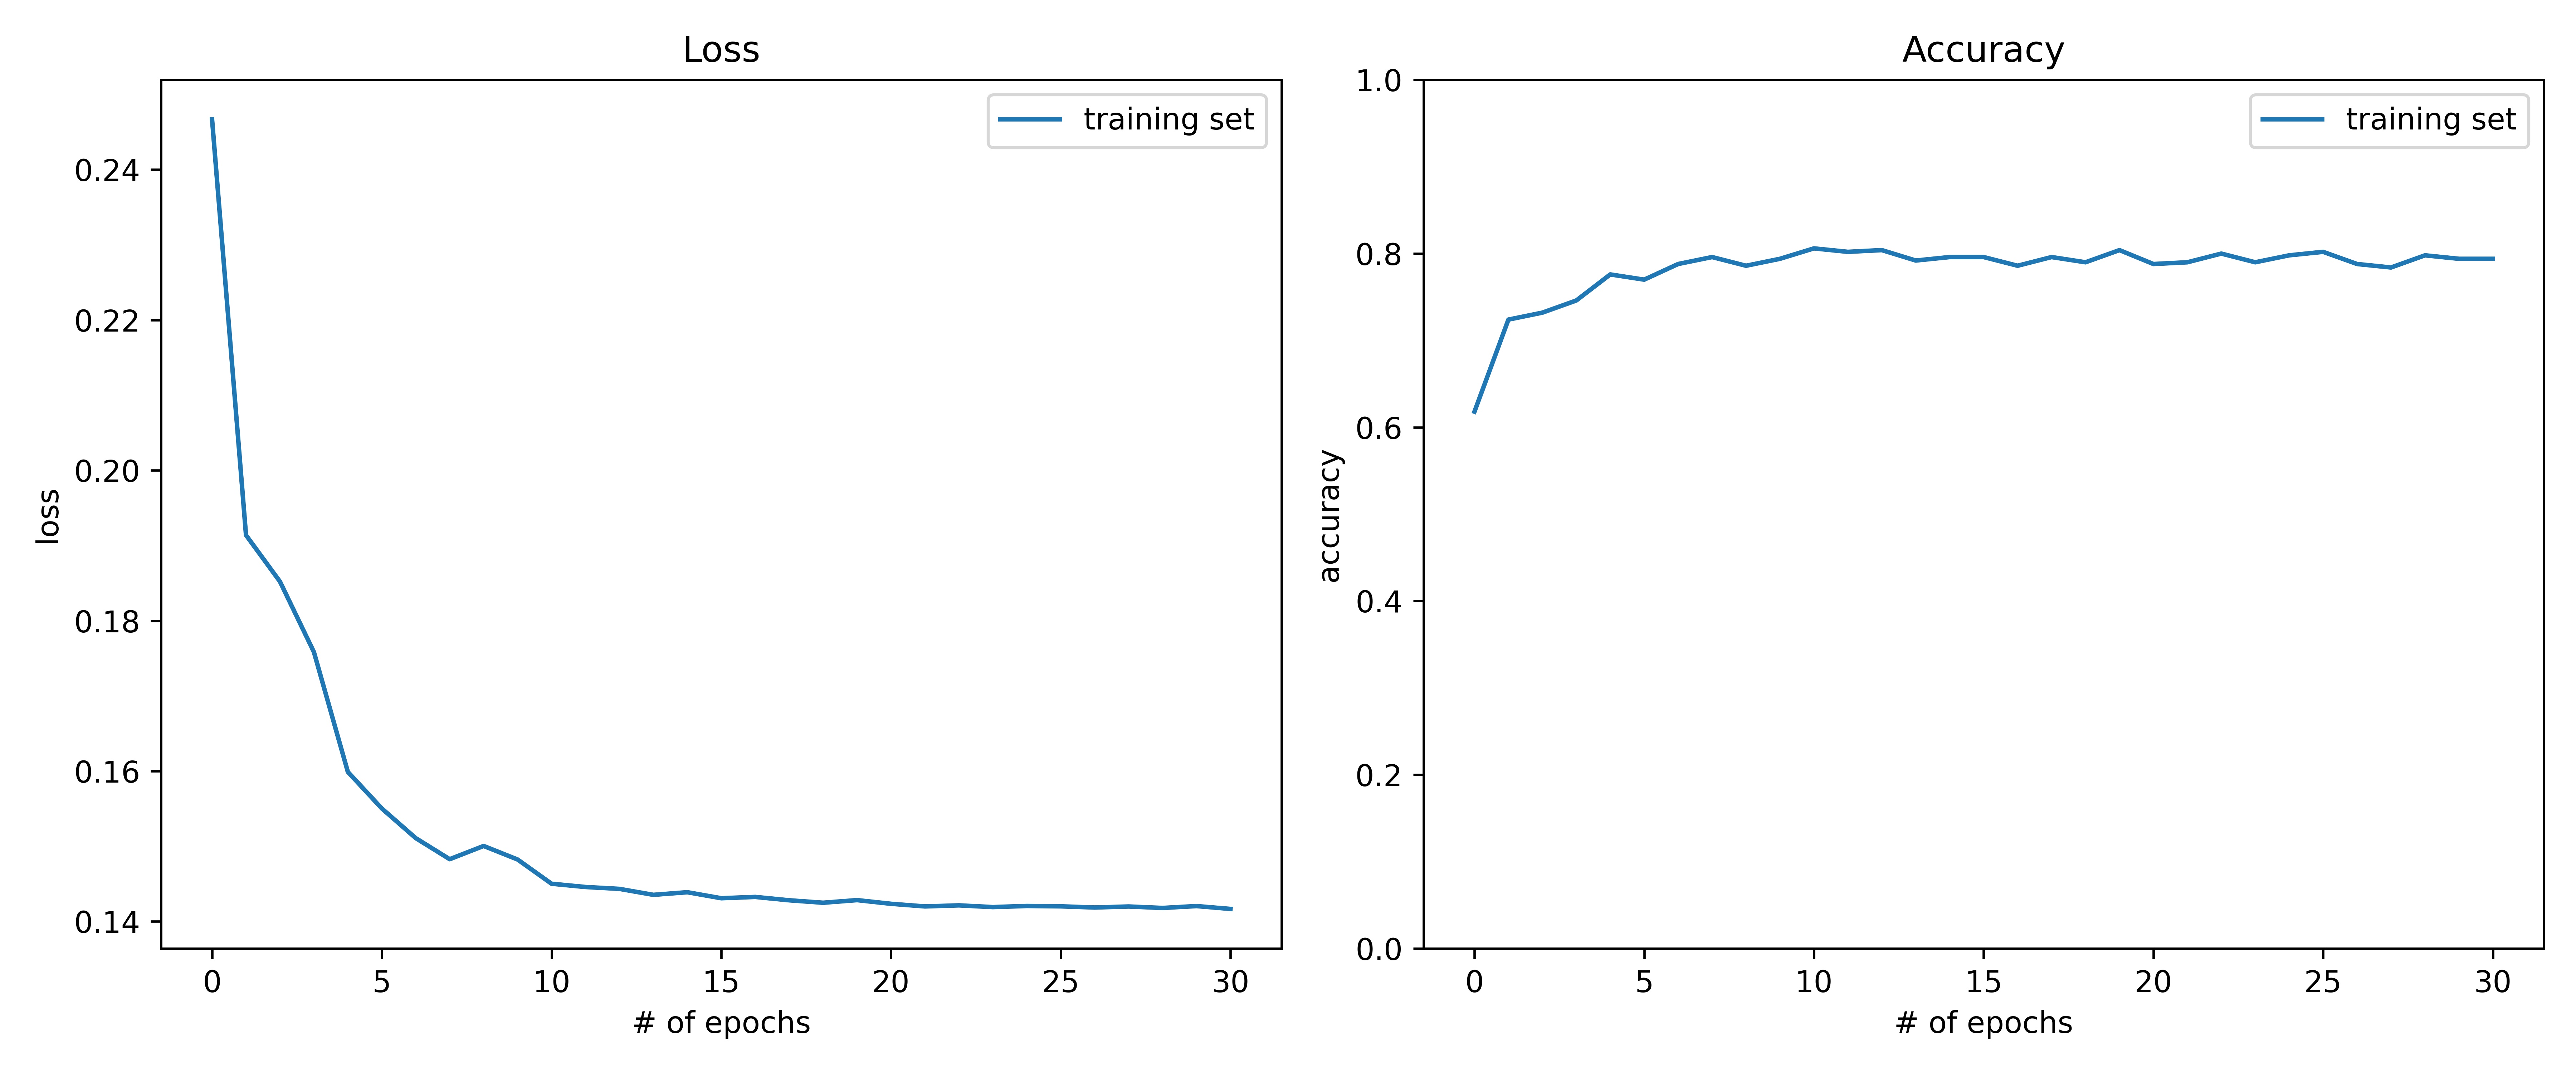 Loss
training set
0.24
0.22
0.20
0.18
0.16
0.14
loss
0 5 10 15 20 25 30
# of epochs
Accuracy
training set
1.0
0.8
0.6
0.4
0.2
0.0
accuracy
0 5 10 15 20 25 30
# of epochs